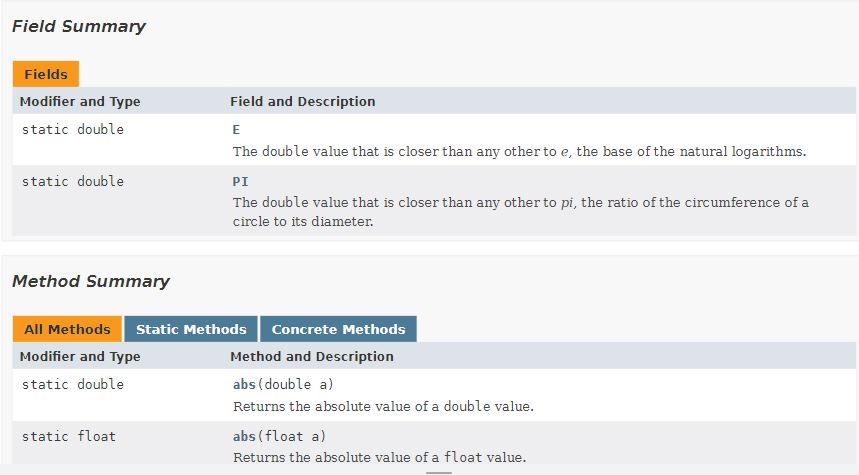 Field Summary
Fields
Modifier and Type Field and Description
static double E
The double value that is closer than any other to e, the base of the natural logarithms.
static double PI
The double value that is closer than any other to pi, the ratio of the circumference of a
circle to its diameter.
Method Summary
All Methods Static Methods Concrete Methods
Modifier and Type Method and Description
static double abs(double a)
Returns the absolute value of a double value.
static float abs(float a)
Returns the absolute value of a float value.